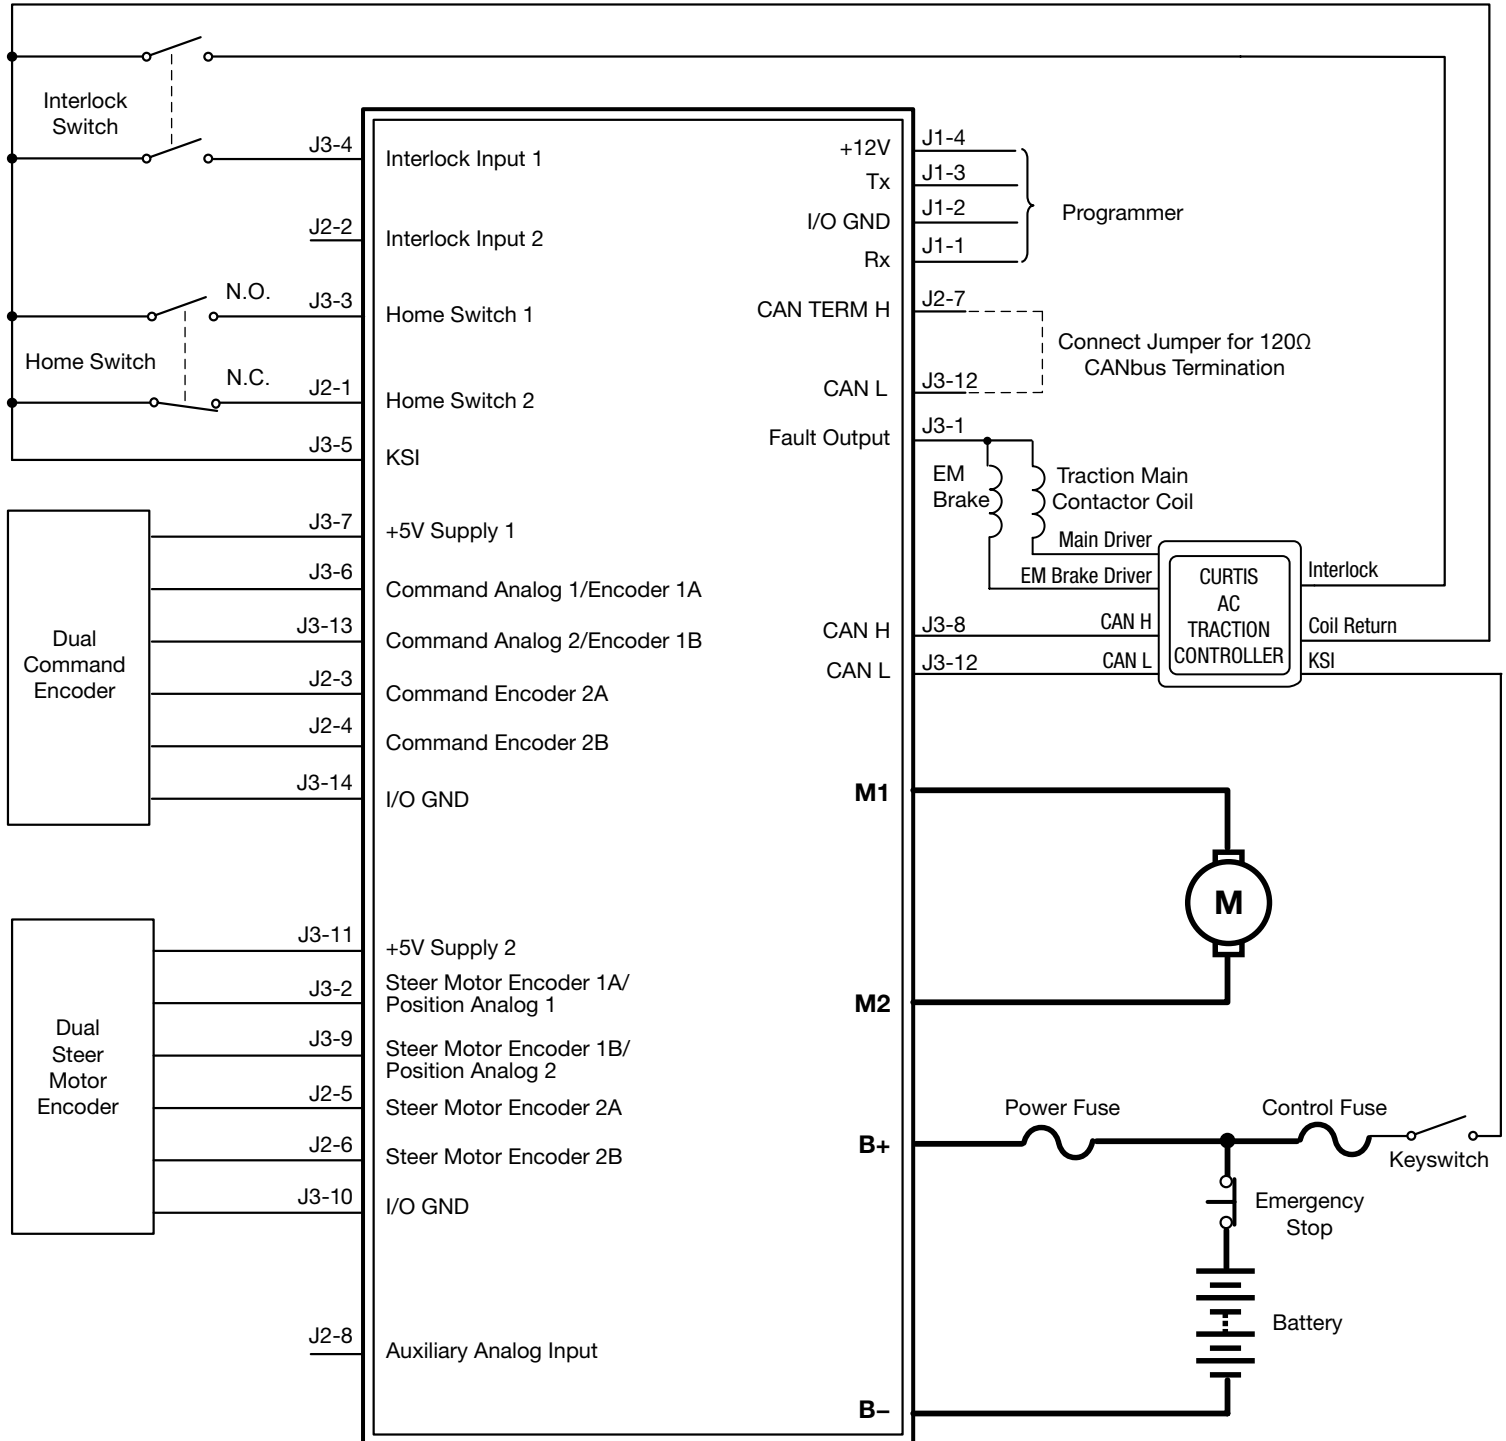 Interlock
Switch
J3-4
Interlock Input 1
J2-2
Interlock Input 2
N.O.
J3-3
Home Switch 1
Home Switch
N.C.
J2-1
Home Switch 2
J3-5
KSI
Dual
Command
Encoder
J3-7
+5V Supply 1
J3-6
Command Analog 1/Encoder 1A
J3-13
Command Analog 2/Encoder 1B
J2-3
Command Encoder 2A
J2-4
Command Encoder 2B
J3-14
I/O GND
Dual
Steer
Motor
Encoder
J3-11
+5V Supply 2
J3-2
Steer Motor Encoder 1A/
Position Analog 1
J3-9
Steer Motor Encoder 1B/
Position Analog 2
J2-5
Steer Motor Encoder 2A
J2-6
Steer Motor Encoder 2B
J3-10
I/O GND
J2-8
Auxiliary Analog Input
+12V
J1-4
Tx
J1-3
I/O GND
J1-2
Rx
J1-1
Programmer
CAN TERM H
J2-7
CAN L
J3-12
Connect Jumper for 120Ω
CANbus Termination
Fault Output
J3-1
EM
Brake
Traction Main
Contactor Coil
Main Driver
EM Brake Driver
CAN H
J3-8
CAN H
CAN L
J3-12
CAN L
CURTIS
AC
TRACTION
CONTROLLER
Interlock
Coil Return
KSI
M1
M
M2
B+
Power Fuse
Control Fuse
Keyswitch
Emergency
Stop
Battery
B–